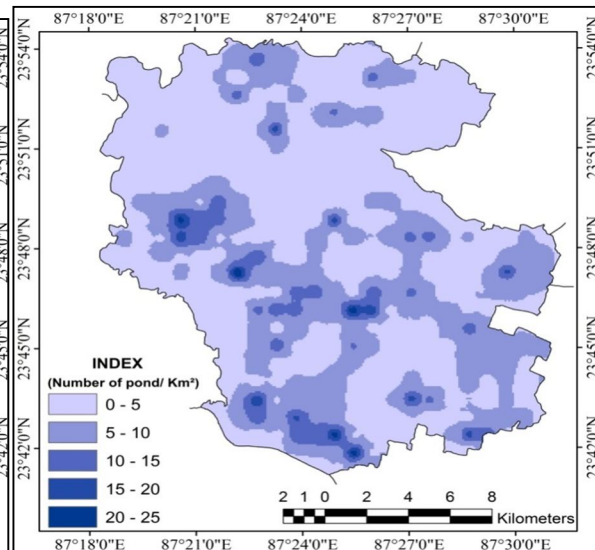 87°18'0"E 87°21'0"E 87°24'0"E 87°27'0"E 87°30'0"E
23°54'0"N 23°54'0"N
23°51'0"N 23°51'0"N
23°48'0"N 23°48'0"N
23°45'0"N 23°45'0"N
23°42'0"N 23°42'0"N
INDEX
(Number of pond/ Km²)
0 - 5
5 - 10
10 - 15
15 - 20
20 - 25
2 1 0 2 4 6 8
Kilometers
87°18'0"E 87°21'0"E 87°24'0"E 87°27'0"E 87°30'0"E